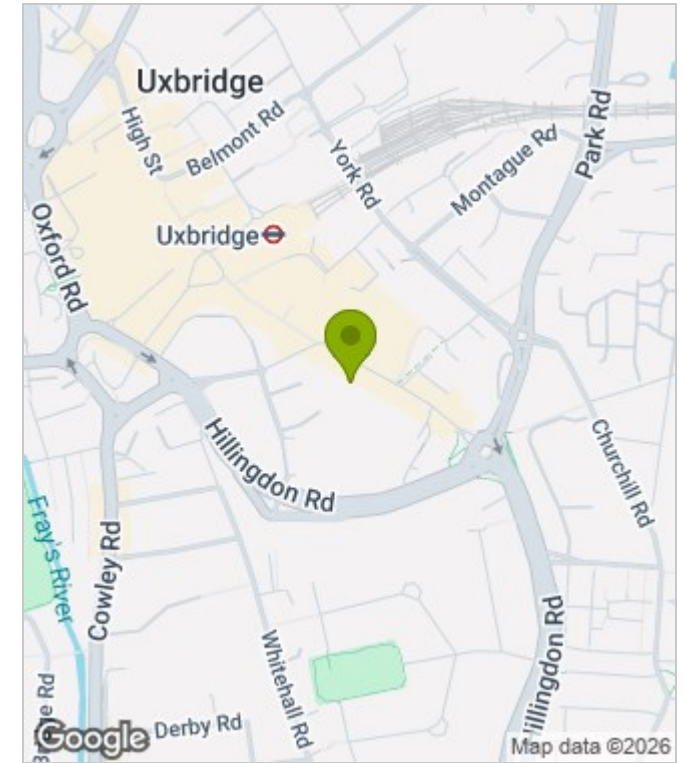 Uxbridge
High St
Belmont Rd
York Rd
Montague Rd
Park Rd
Uxbridge
Oxford Rd
Hillingdon Rd
Churchill Rd
Fray's River
Cowley Rd
Whitehall Rd
Hillingdon Rd
Derby Rd
Rd
Google
Map data ©2026